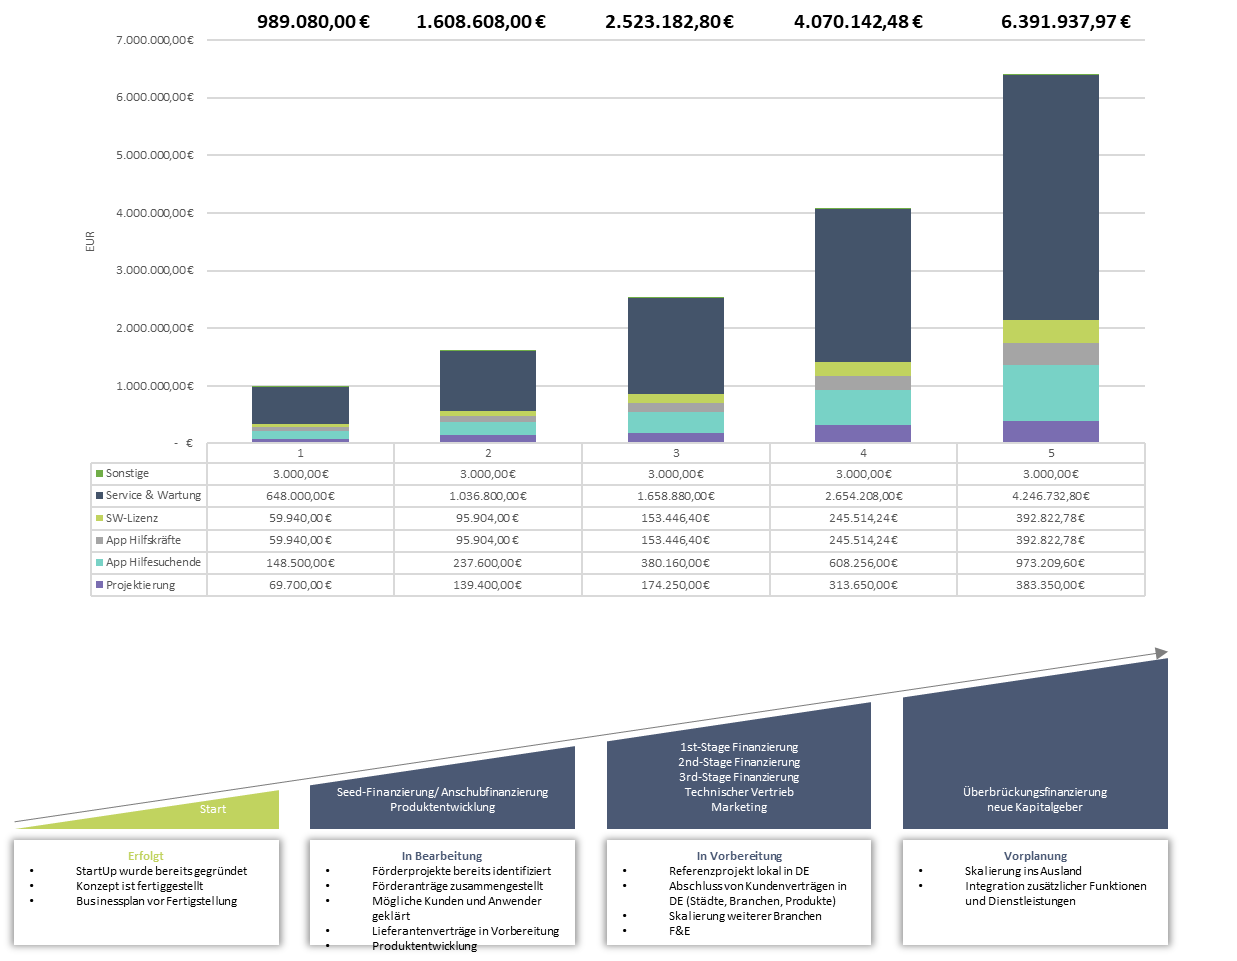 989.080,00 € 1.608.608,00 € 2.523.182,80 € 4.070.142,48 € 6.391.937,97 €
7.000.000,00 €
6.000.000,00 €
5.000.000,00 €
4.000.000,00 €
3.000.000,00 €
2.000.000,00 €
1.000.000,00 €
- €
EUR
1 2 3 4 5
Sonstige 3.000,00 € 3.000,00 € 3.000,00 € 3.000,00 € 3.000,00 €
Service & Wartung 648.000,00 € 1.036.800,00 € 1.658.880,00 € 2.654.208,00 € 4.246.732,80 €
SW-Lizenz 59.940,00 € 95.904,00 € 153.446,40 € 245.514,24 € 392.822,78 €
App Hilfskräfte 59.940,00 € 95.904,00 € 153.446,40 € 245.514,24 € 392.822,78 €
App Hilfesuchende 148.500,00 € 237.600,00 € 380.160,00 € 608.256,00 € 973.209,60 €
Projektierung 69.700,00 € 139.400,00 € 174.250,00 € 313.650,00 € 383.350,00 €
Start
Seed-Finanzierung/ Anschubfinanzierung
Produktentwicklung
1st-Stage Finanzierung
2nd-Stage Finanzierung
3rd-Stage Finanzierung
Technischer Vertrieb
Marketing
Überbrückungsfinanzierung
neue Kapitalgeber
Erfolgt
• StartUp wurde bereits gegründet
• Konzept ist fertiggestellt
• Businessplan vor Fertigstellung
In Bearbeitung
• Förderprojekte bereits identifiziert
• Förderanträge zusammengestellt
• Mögliche Kunden und Anwender
geklärt
• Lieferantenverträge in Vorbereitung
• Produktentwicklung
In Vorbereitung
• Referenzprojekt lokal in DE
• Abschluss von Kundenverträgen in
DE (Städte, Branchen, Produkte)
• Skalierung weiterer Branchen
• F&E
Vorplanung
• Skalierung ins Ausland
• Integration zusätzlicher Funktionen
und Dienstleistungen